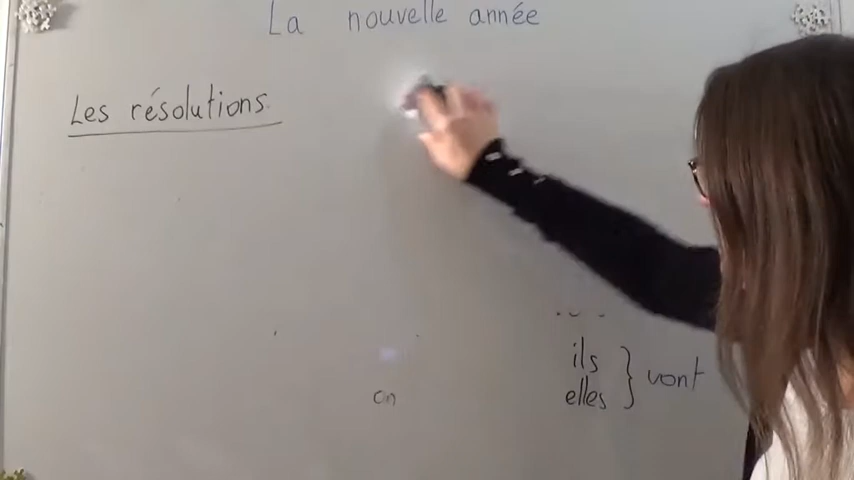 La nouvelle année
Les résolutions.
ils
elles } vont
on